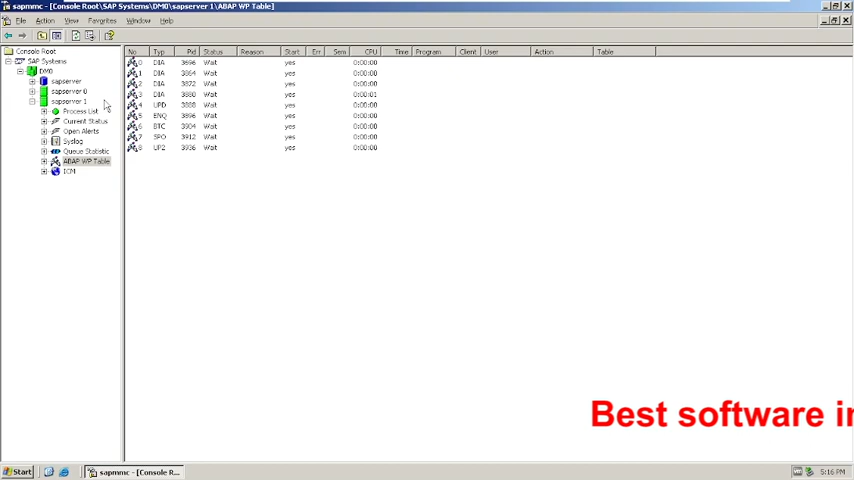 sapmmc - [Console Root\SAP Systems\DM0\sapserver 1\ABAP WP Table]
File Action View Favorites Window Help
Console Root
SAP Systems
DM0
sapserver
sapserver 0
sapserver 1
Process List
Current Status
Open Alerts
Syslog
Queue Statistic
ABAP WP Table
ICM
No Typ Pid Status Reason Start Err Sem CPU Time Program Client User Action Table
0 DIA 3696 Wait yes 0:00:00
1 DIA 3864 Wait yes 0:00:00
2 DIA 3872 Wait yes 0:00:00
3 DIA 3880 Wait yes 0:00:01
4 UPD 3888 Wait yes 0:00:00
5 ENQ 3896 Wait yes 0:00:00
6 BTC 3904 Wait yes 0:00:00
7 SPO 3912 Wait yes 0:00:00
8 UP2 3936 Wait yes 0:00:00
Best software in
Start
sapmmc - [Console R...
5:16 PM